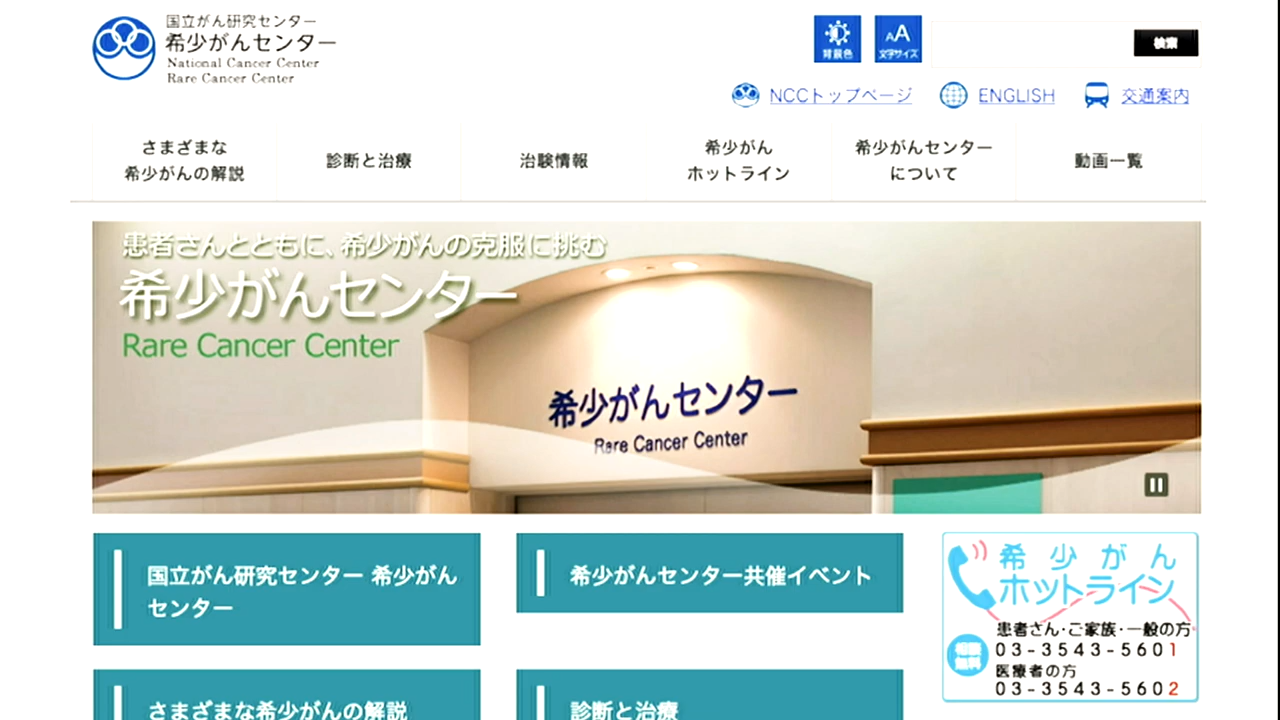 国立がん研究センター
希少がんセンター
National Cancer Center
Rare Cancer Center
背景色
文字サイズ
検索
NCCトップページ
ENGLISH
交通案内
さまざまな
希少がんの解説
診断と治療
治験情報
希少がん
ホットライン
希少がんセンター
について
動画一覧
患者さんとともに、希少がんの克服に挑む
希少がんセンター
Rare Cancer Center
希少がんセンター
Rare Cancer Center
国立がん研究センター 希少がん
センター
希少がんセンター共催イベント
さまざまな希少がんの解説
診断と治療
希少がん
ホットライン
患者さん・ご家族・一般の方
03-3543-5601
医療者の方
03-3543-5602